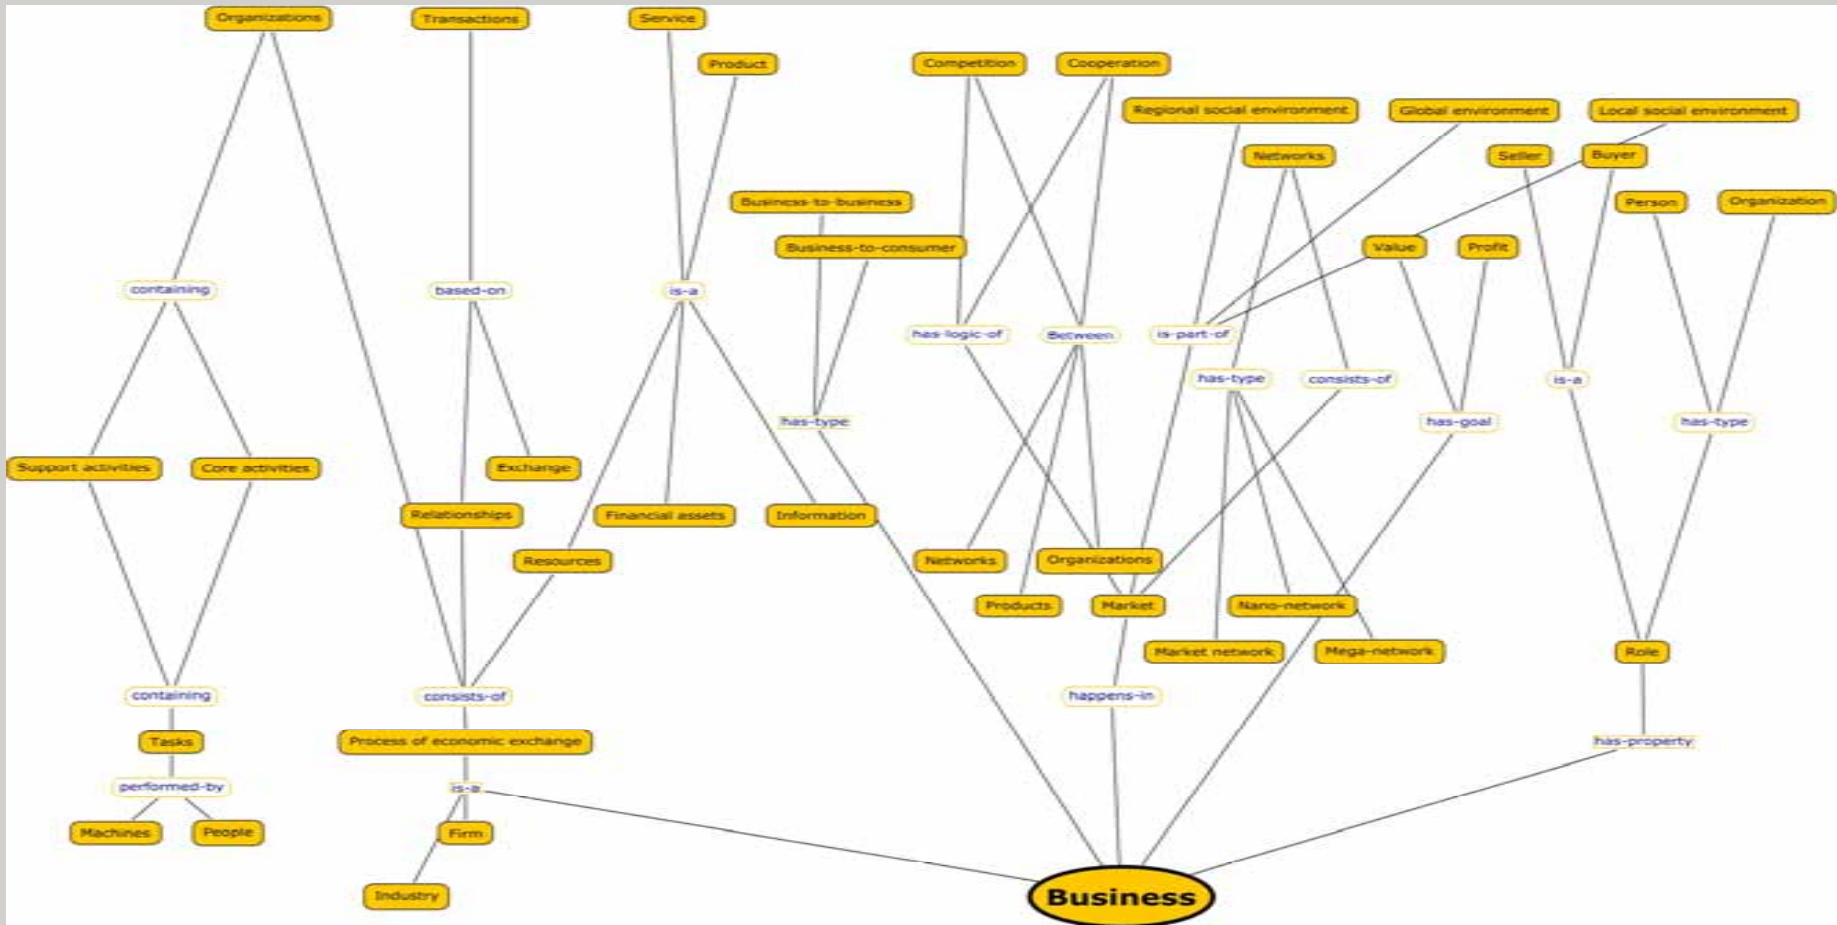 Organizations
Transactions
Service
Product
Competition
Cooperation
Regional social environment
Global environment
Local social environment
Networks
Seller
Buyer
Business-to-business
Person
Organization
Business-to-consumer
Value
Profit
containing
based-on
is-a
has-logic-of
Between
is-part-of
has-type
consists-of
is-a
has-type
has-goal
has-type
Support activities
Core activities
Exchange
Relationships
Financial assets
Information
Resources
Networks
Organizations
Products
Market
Nano-network
Market network
Mega-network
Role
containing
consists-of
happens-in
Tasks
Process of economic exchange
has-property
performed-by
is-a
Machines
People
Firm
Industry
Business